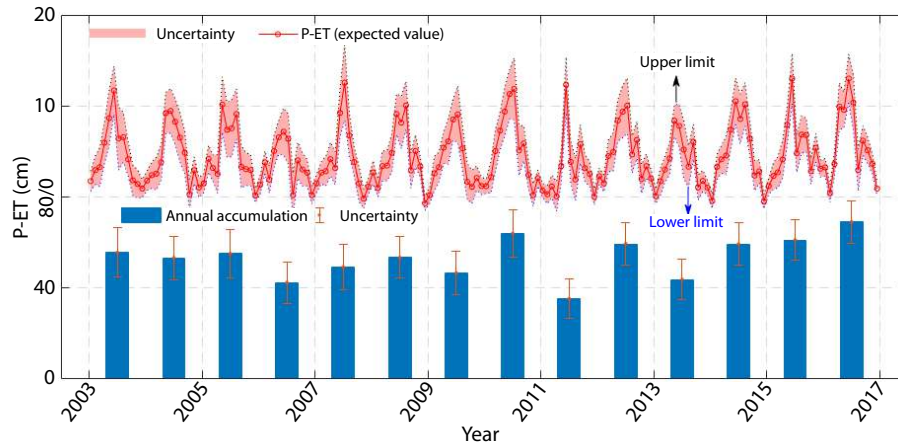 20
Uncertainty P-ET (expected value)
Upper limit
10
P-ET (cm)
80/0
Annual accumulation Uncertainty
Lower limit
40
0
2003 2005 2007 2009 2011 2013 2015 2017
Year